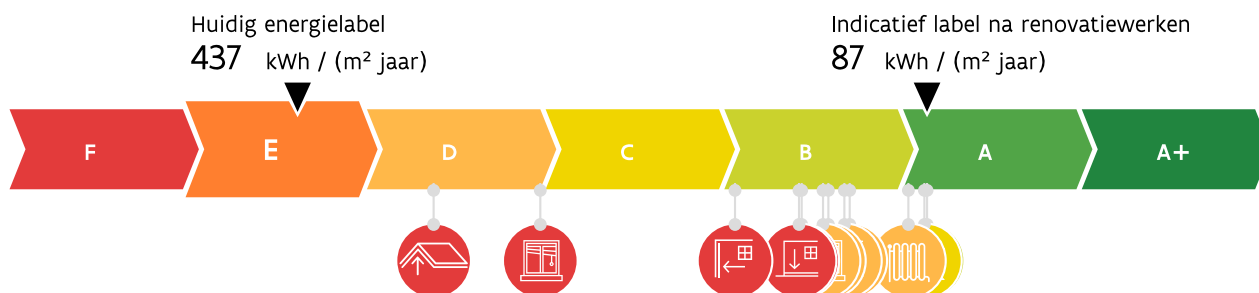 Huidig energielabel
437 kWh / (m² jaar)
Indicatief label na renovatiewerken
87 kWh / (m² jaar)
F E D C B A A+